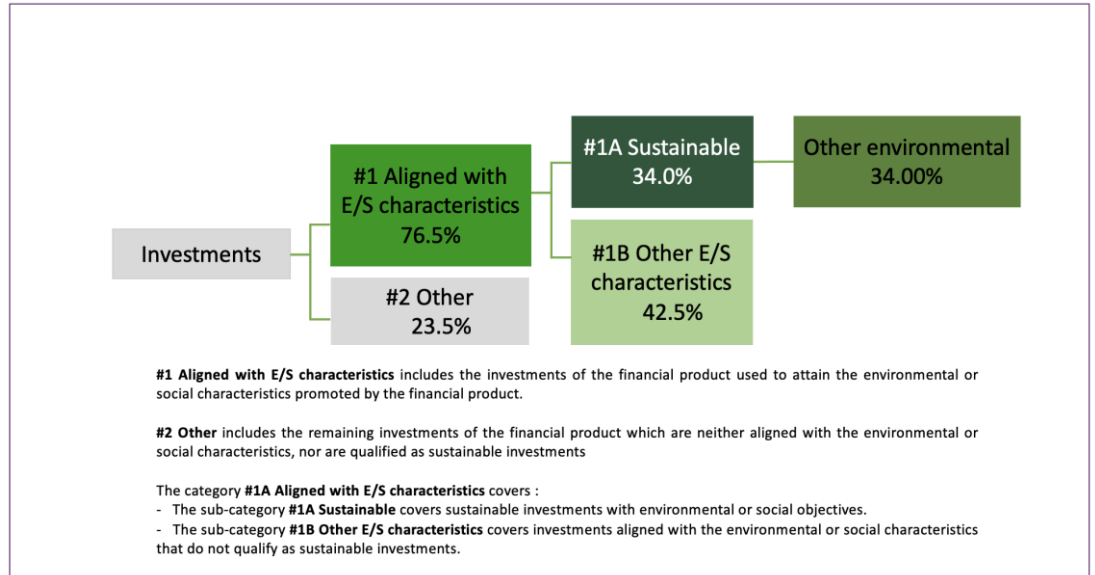 #1A Sustainable
34.0%
Other environmental
34.00%
#1 Aligned with
E/S characteristics
76.5%
Investments
#1B Other E/S
characteristics
42.5%
#2 Other
23.5%
#1 Aligned with E/S characteristics includes the investments of the financial product used to attain the environmental or
social characteristics promoted by the financial product.
#2 Other includes the remaining investments of the financial product which are neither aligned with the environmental or
social characteristics, nor are qualified as sustainable investments
The category #1A Aligned with E/S characteristics covers :
- The sub-category #1A Sustainable covers sustainable investments with environmental or social objectives.
- The sub-category #1B Other E/S characteristics covers investments aligned with the environmental or social characteristics
that do not qualify as sustainable investments.